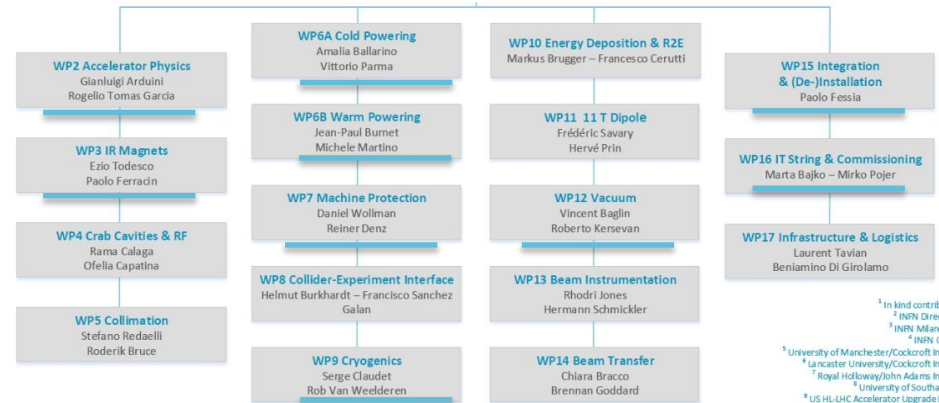 WP2 Accelerator Physics
Gianluigi Arduini
Rogelio Tomas Garcia
WP3 IR Magnets
Ezio Todesco
Paolo Ferracin
WP4 Crab Cavities & RF
Rama Calaga
Ofelia Capatina
WP5 Collimation
Stefano Redaelli
Roderik Bruce
WP6A Cold Powering
Amalia Ballarino
Vittorio Parma
WP6B Warm Powering
Jean-Paul Burnet
Michele Martino
WP7 Machine Protection
Daniel Wollman
Reiner Denz
WP8 Collider-Experiment Interface
Helmut Burkhardt – Francisco Sanchez
Galan
WP9 Cryogenics
Serge Claudet
Rob Van Weelderen
WP10 Energy Deposition & R2E
Markus Brugger – Francesco Cerutti
WP11 11 T Dipole
Frédéric Savary
Hervé Prin
WP12 Vacuum
Vincent Baglin
Roberto Kersevan
WP13 Beam Instrumentation
Rhodri Jones
Hermann Schmickler
WP14 Beam Transfer
Chiara Bracco
Brennan Goddard
WP15 Integration
& (De-)Installation
Paolo Fessia
WP16 IT String & Commissioning
Marta Bajko – Mirko Pojer
WP17 Infrastructure & Logistics
Laurent Tavian
Beniamino Di Girolamo
1 In kind contrib
2 INFN Dire
3 INFN Milan
4 INFN
5 University of Manchester/Cockcroft In
6 Lancaster University/Cockcroft In
7 Royal Holloway/John Adams In
8 University of Southa
9 US HL-LHC Accelerator Upgrade